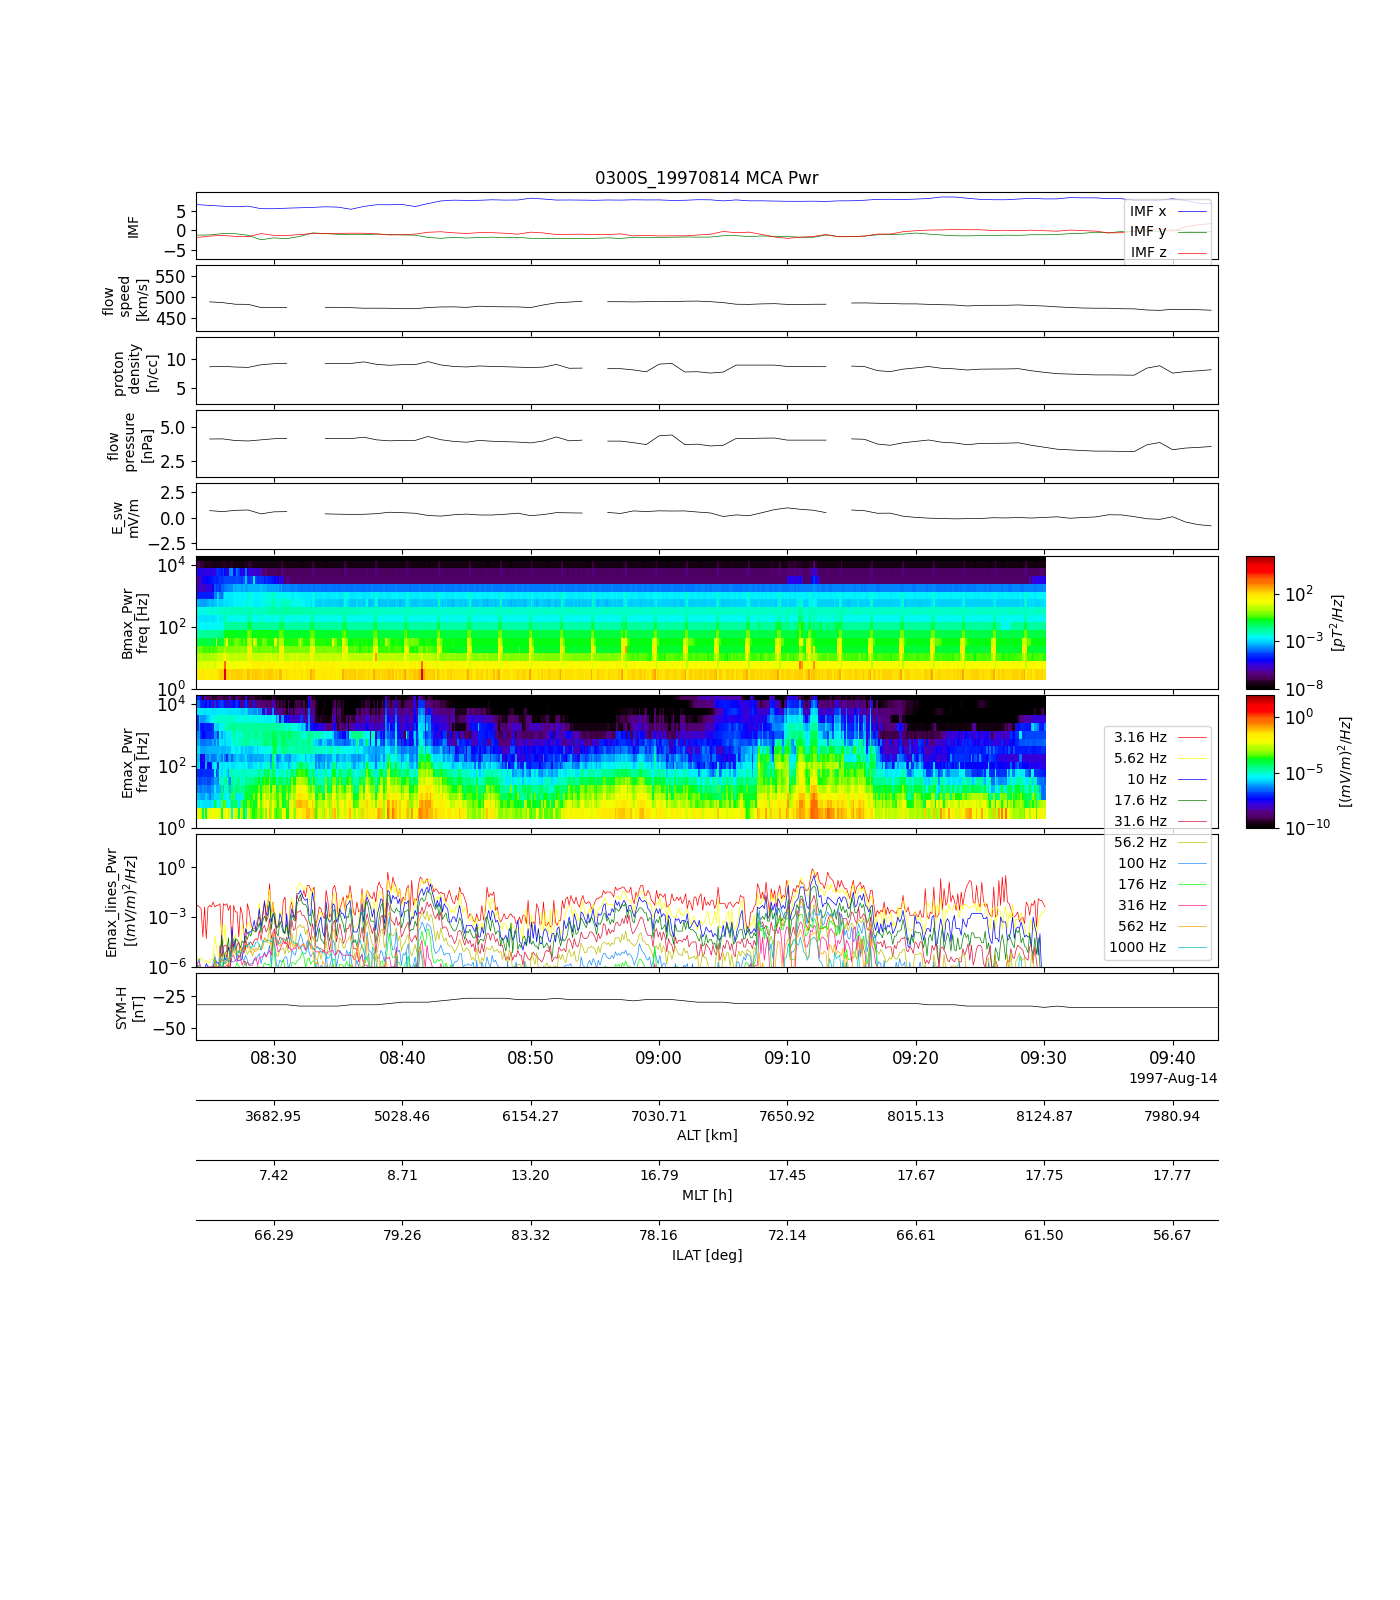 0300S_19970814 MCA Pwr
IMF
5
0
−5
IMF x
IMF y
IMF z
flow
speed
[km/s]
550
500
450
proton
density
[n/cc]
10
5
flow
pressure
[nPa]
5.0
2.5
E_sw
mV/m
2.5
0.0
−2.5
Bmax_Pwr
freq [Hz]
10^4
10^2
10^0
10^2
10^−3
10^−8
[pT^2/Hz]
Emax_Pwr
freq [Hz]
10^4
10^2
10^0
10^0
10^−5
10^−10
[(mV/m)^2/Hz]
3.16 Hz
5.62 Hz
10 Hz
17.6 Hz
31.6 Hz
56.2 Hz
100 Hz
176 Hz
316 Hz
562 Hz
1000 Hz
Emax_lines_Pwr
[(mV/m)^2/Hz]
10^0
10^−3
10^−6
SYM-H
[nT]
−25
−50
08:30 08:40 08:50 09:00 09:10 09:20 09:30 09:40
1997-Aug-14
3682.95 5028.46 6154.27 7030.71 7650.92 8015.13 8124.87 7980.94
ALT [km]
7.42 8.71 13.20 16.79 17.45 17.67 17.75 17.77
MLT [h]
66.29 79.26 83.32 78.16 72.14 66.61 61.50 56.67
ILAT [deg]